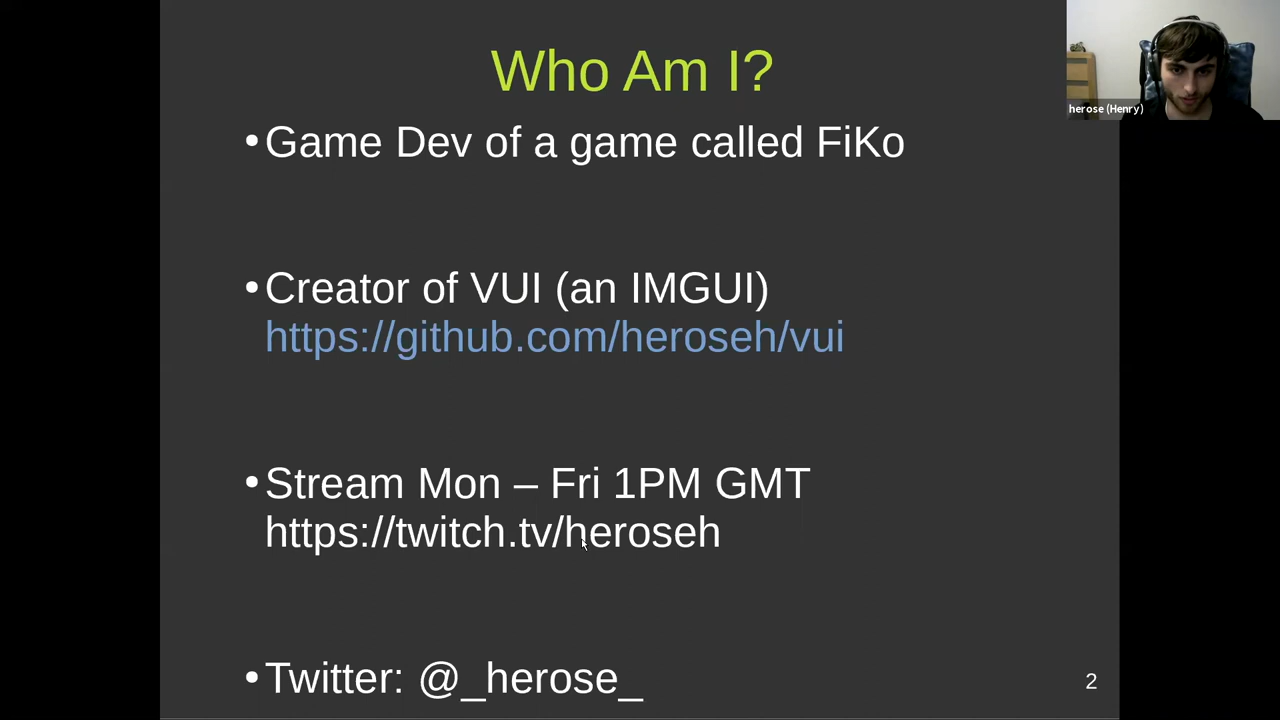 Who Am I?
•Game Dev of a game called FiKo
•Creator of VUI (an IMGUI)
https://github.com/heroseh/vui
•Stream Mon – Fri 1PM GMT
https://twitch.tv/heroseh
•Twitter: @_herose_
2
herose (Henry)